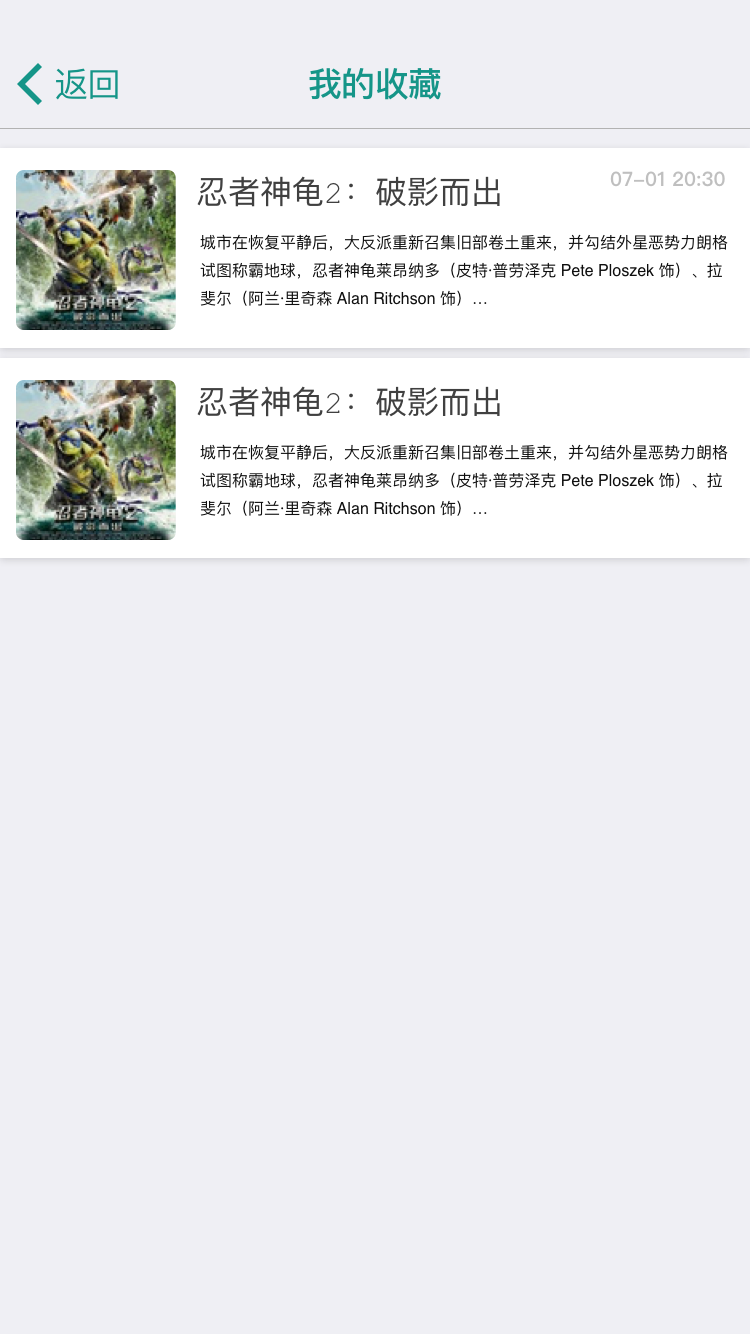 返回
我的收藏
忍者神龟2：破影而出
07-01 20:30
城市在恢复平静后，大反派重新召集旧部卷土重来，并勾结外星恶势力朗格
试图称霸地球，忍者神龟莱昂纳多（皮特·普劳泽克 Pete Ploszek 饰）、拉
斐尔（阿兰·里奇森 Alan Ritchson 饰）...
忍者神龟2
破影而出
忍者神龟2：破影而出
城市在恢复平静后，大反派重新召集旧部卷土重来，并勾结外星恶势力朗格
试图称霸地球，忍者神龟莱昂纳多（皮特·普劳泽克 Pete Ploszek 饰）、拉
斐尔（阿兰·里奇森 Alan Ritchson 饰）...
忍者神龟2
破影而出